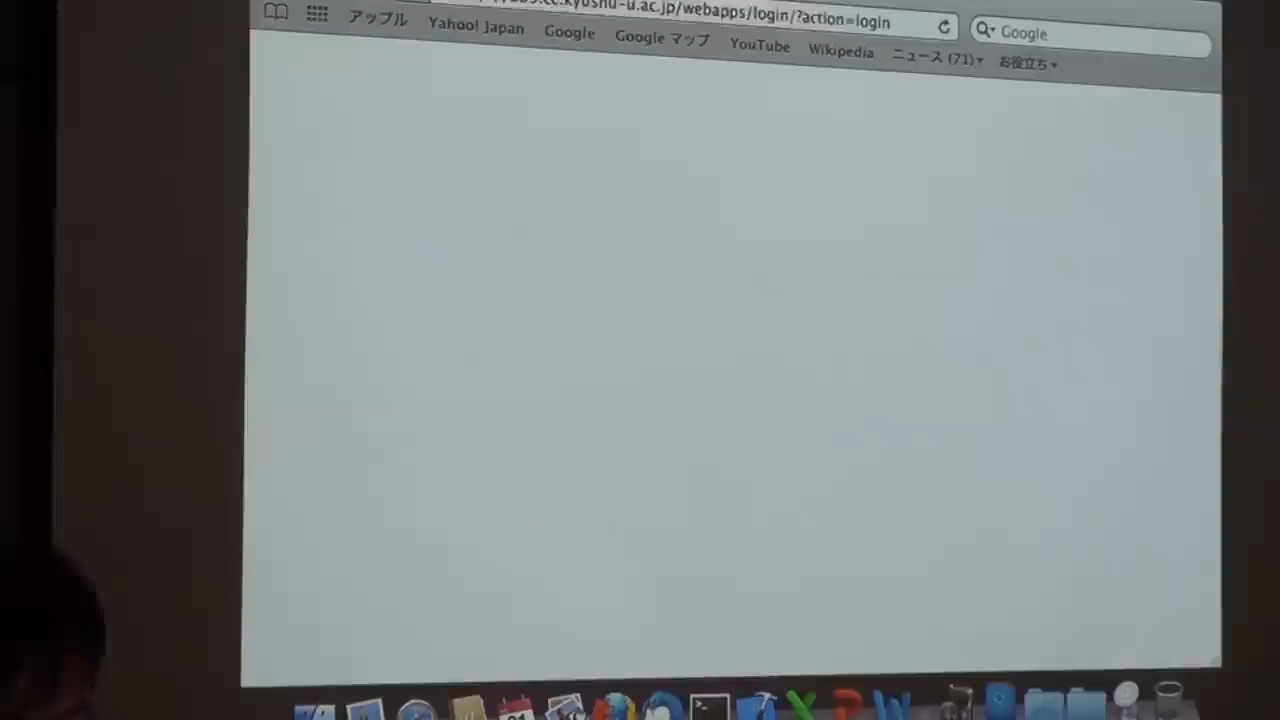 kyushu-u.ac.jp/webapps/login/?action=login
Google
アップル Yahoo! Japan Google Google マップ YouTube Wikipedia ニュース (71)▾ お役立ち▾